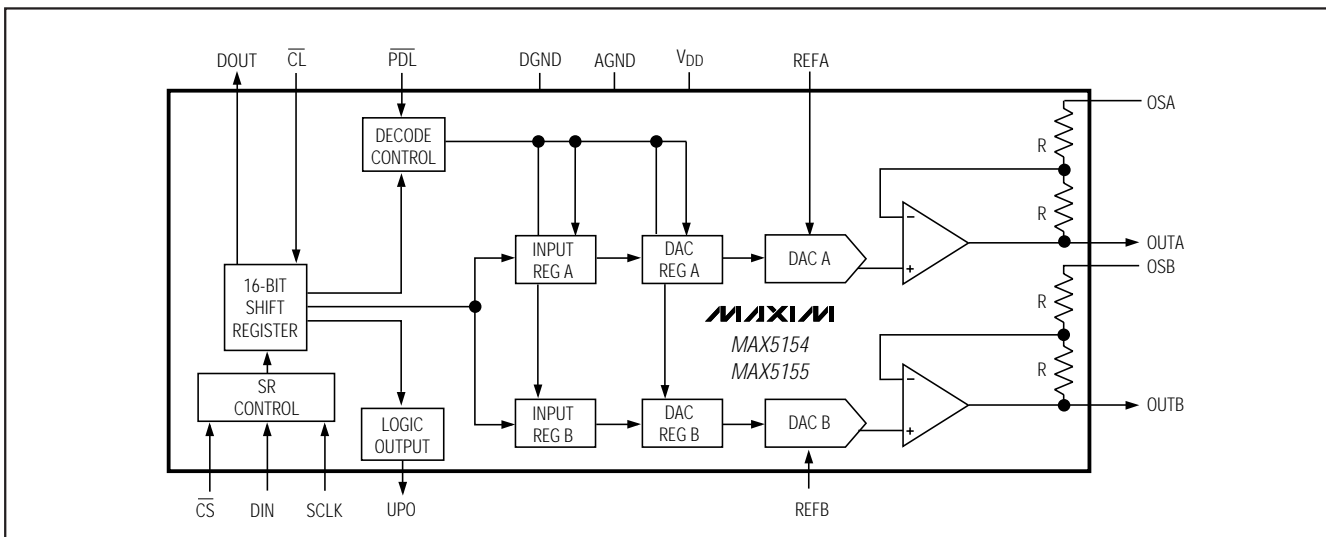 DOUT
CL
PDL
DGND
AGND
VDD
REFA
OSA
DECODE
CONTROL
R
R
INPUT
REG A
DAC
REG A
DAC A
−
+
OUTA
OSB
16-BIT
SHIFT
REGISTER
MAXIM
MAX5154
MAX5155
R
R
SR
CONTROL
LOGIC
OUTPUT
INPUT
REG B
DAC
REG B
DAC B
−
+
OUTB
CS
DIN
SCLK
UPO
REFB